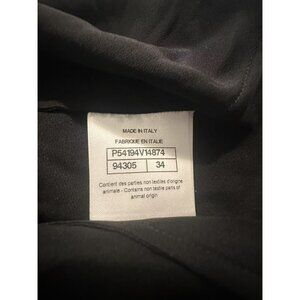 MADE IN ITALY
FABRIQUE EN ITALIE
P54194V14874
94305 34
Contient des parties non textiles d'origine
animale - Contains non textile parts of
animal origin